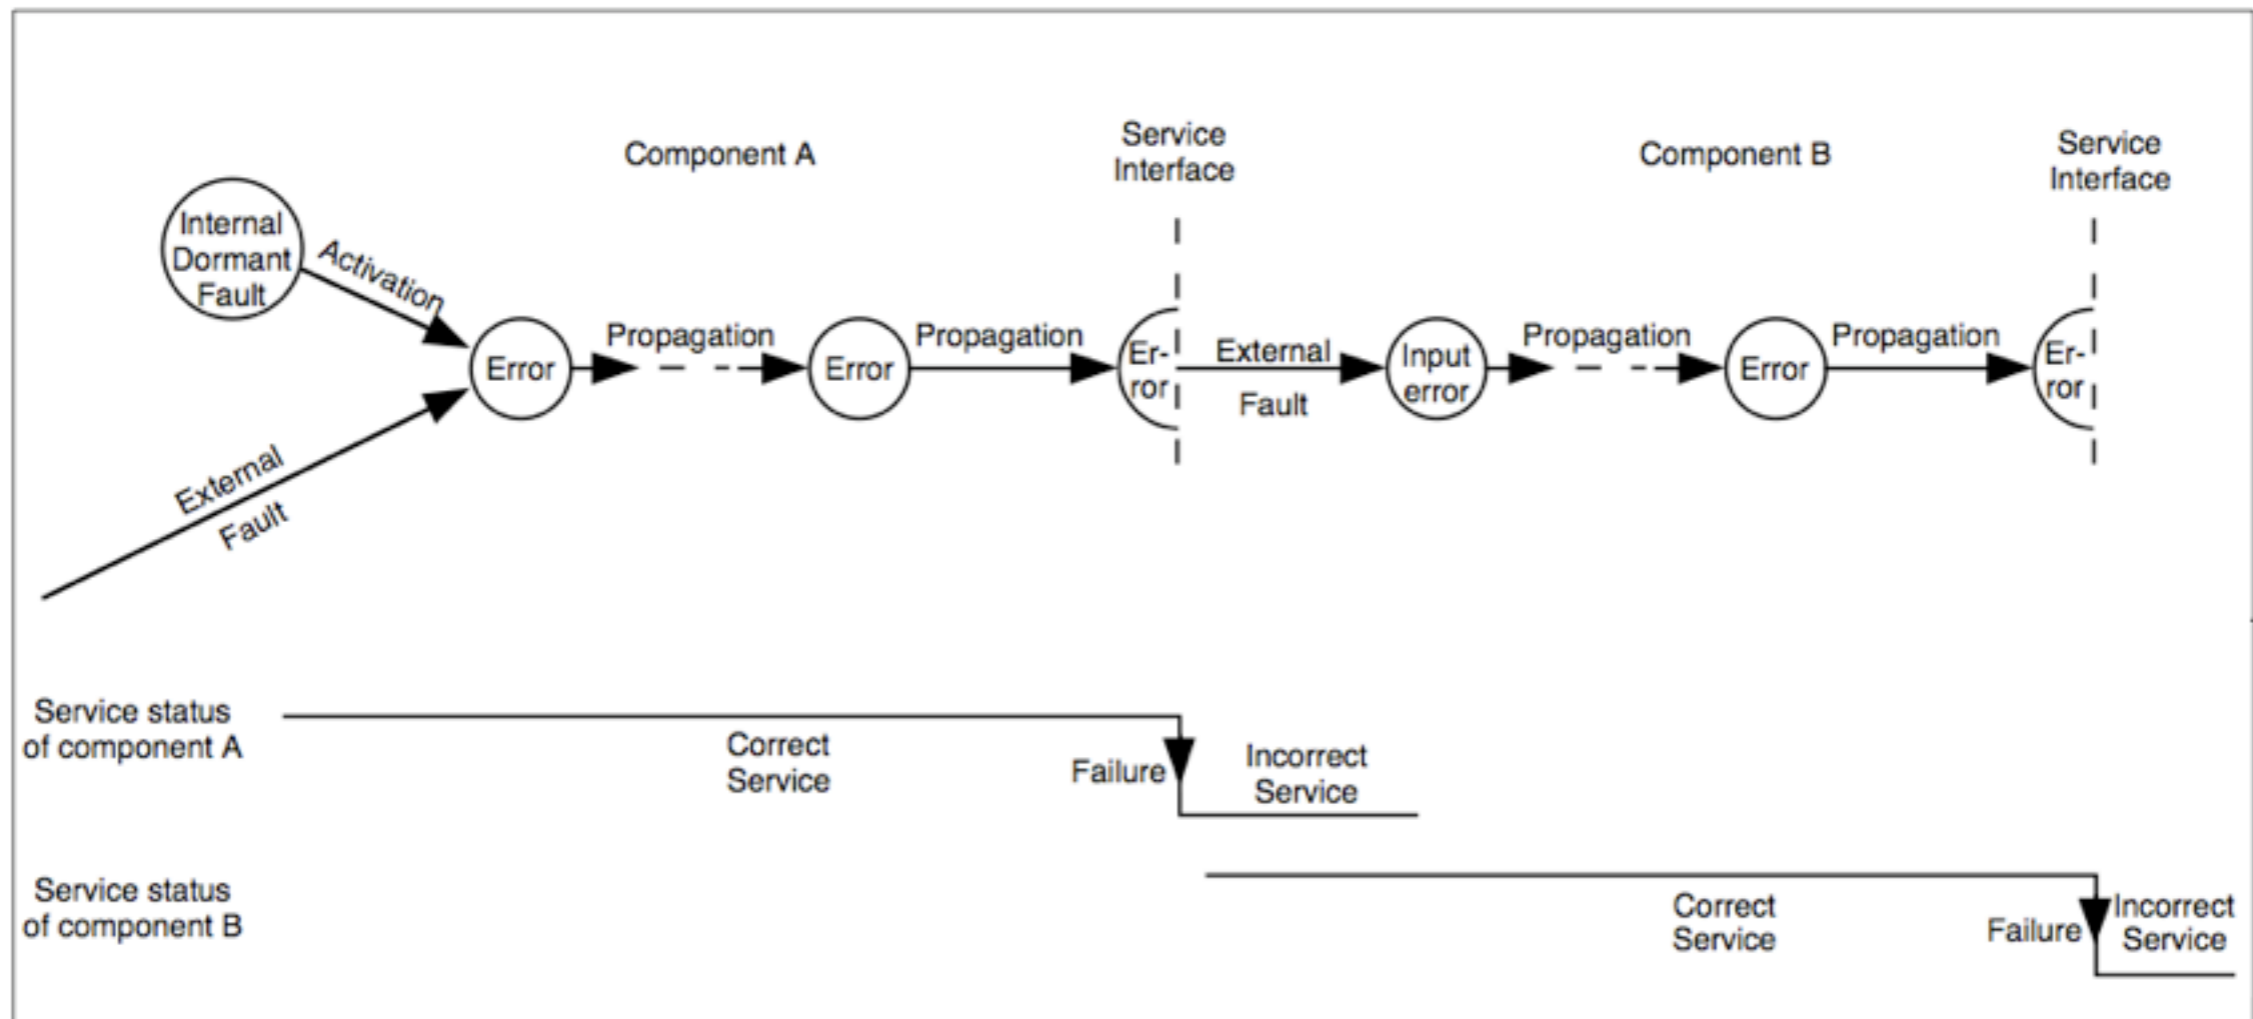 Component A
Service
Interface
Component B
Service
Interface
Internal
Dormant
Fault
Activation
Error
Propagation
Error
Propagation
Er-
ror
External
Fault
Input
error
Propagation
Error
Propagation
Er-
ror
External
Fault
Service status
of component A
Correct
Service
Failure
Incorrect
Service
Service status
of component B
Correct
Service
Failure
Incorrect
Service